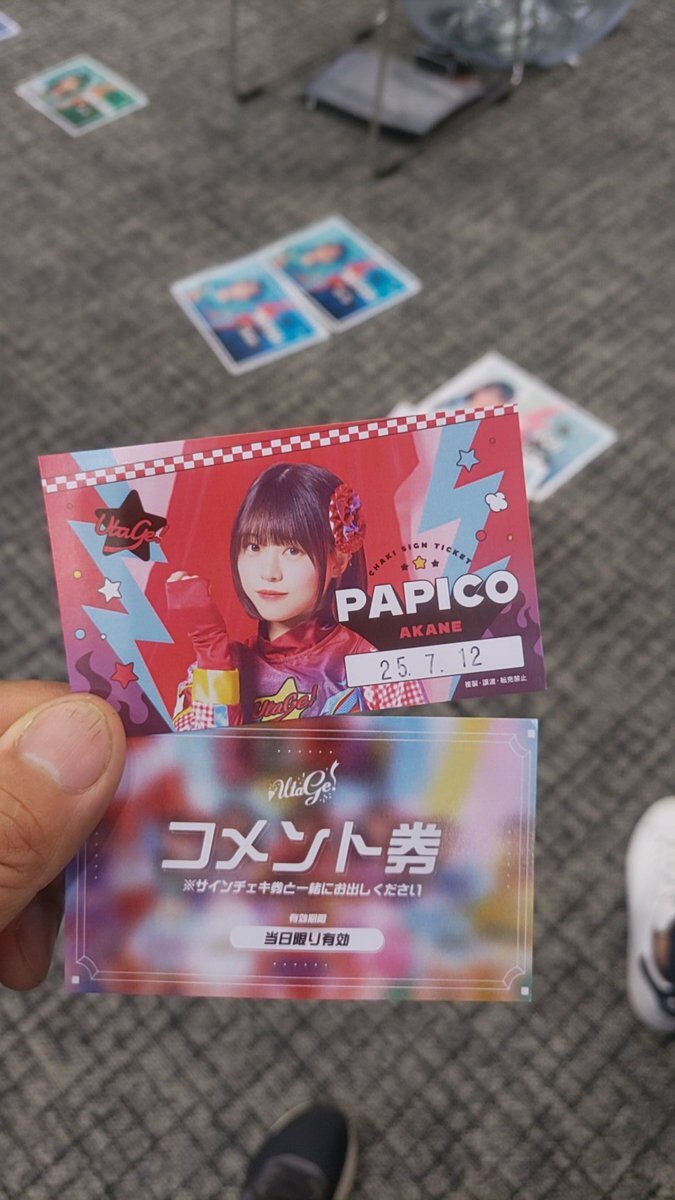 UtaGe!
CHAKI SIGN TICKET
PAPICO
AKANE
25. 7. 12
複製・譲渡・転売禁止
UtaGe!
UtaGe!
コメント券
※サインチェキ券と一緒にお出しください
有効期限
当日限り有効